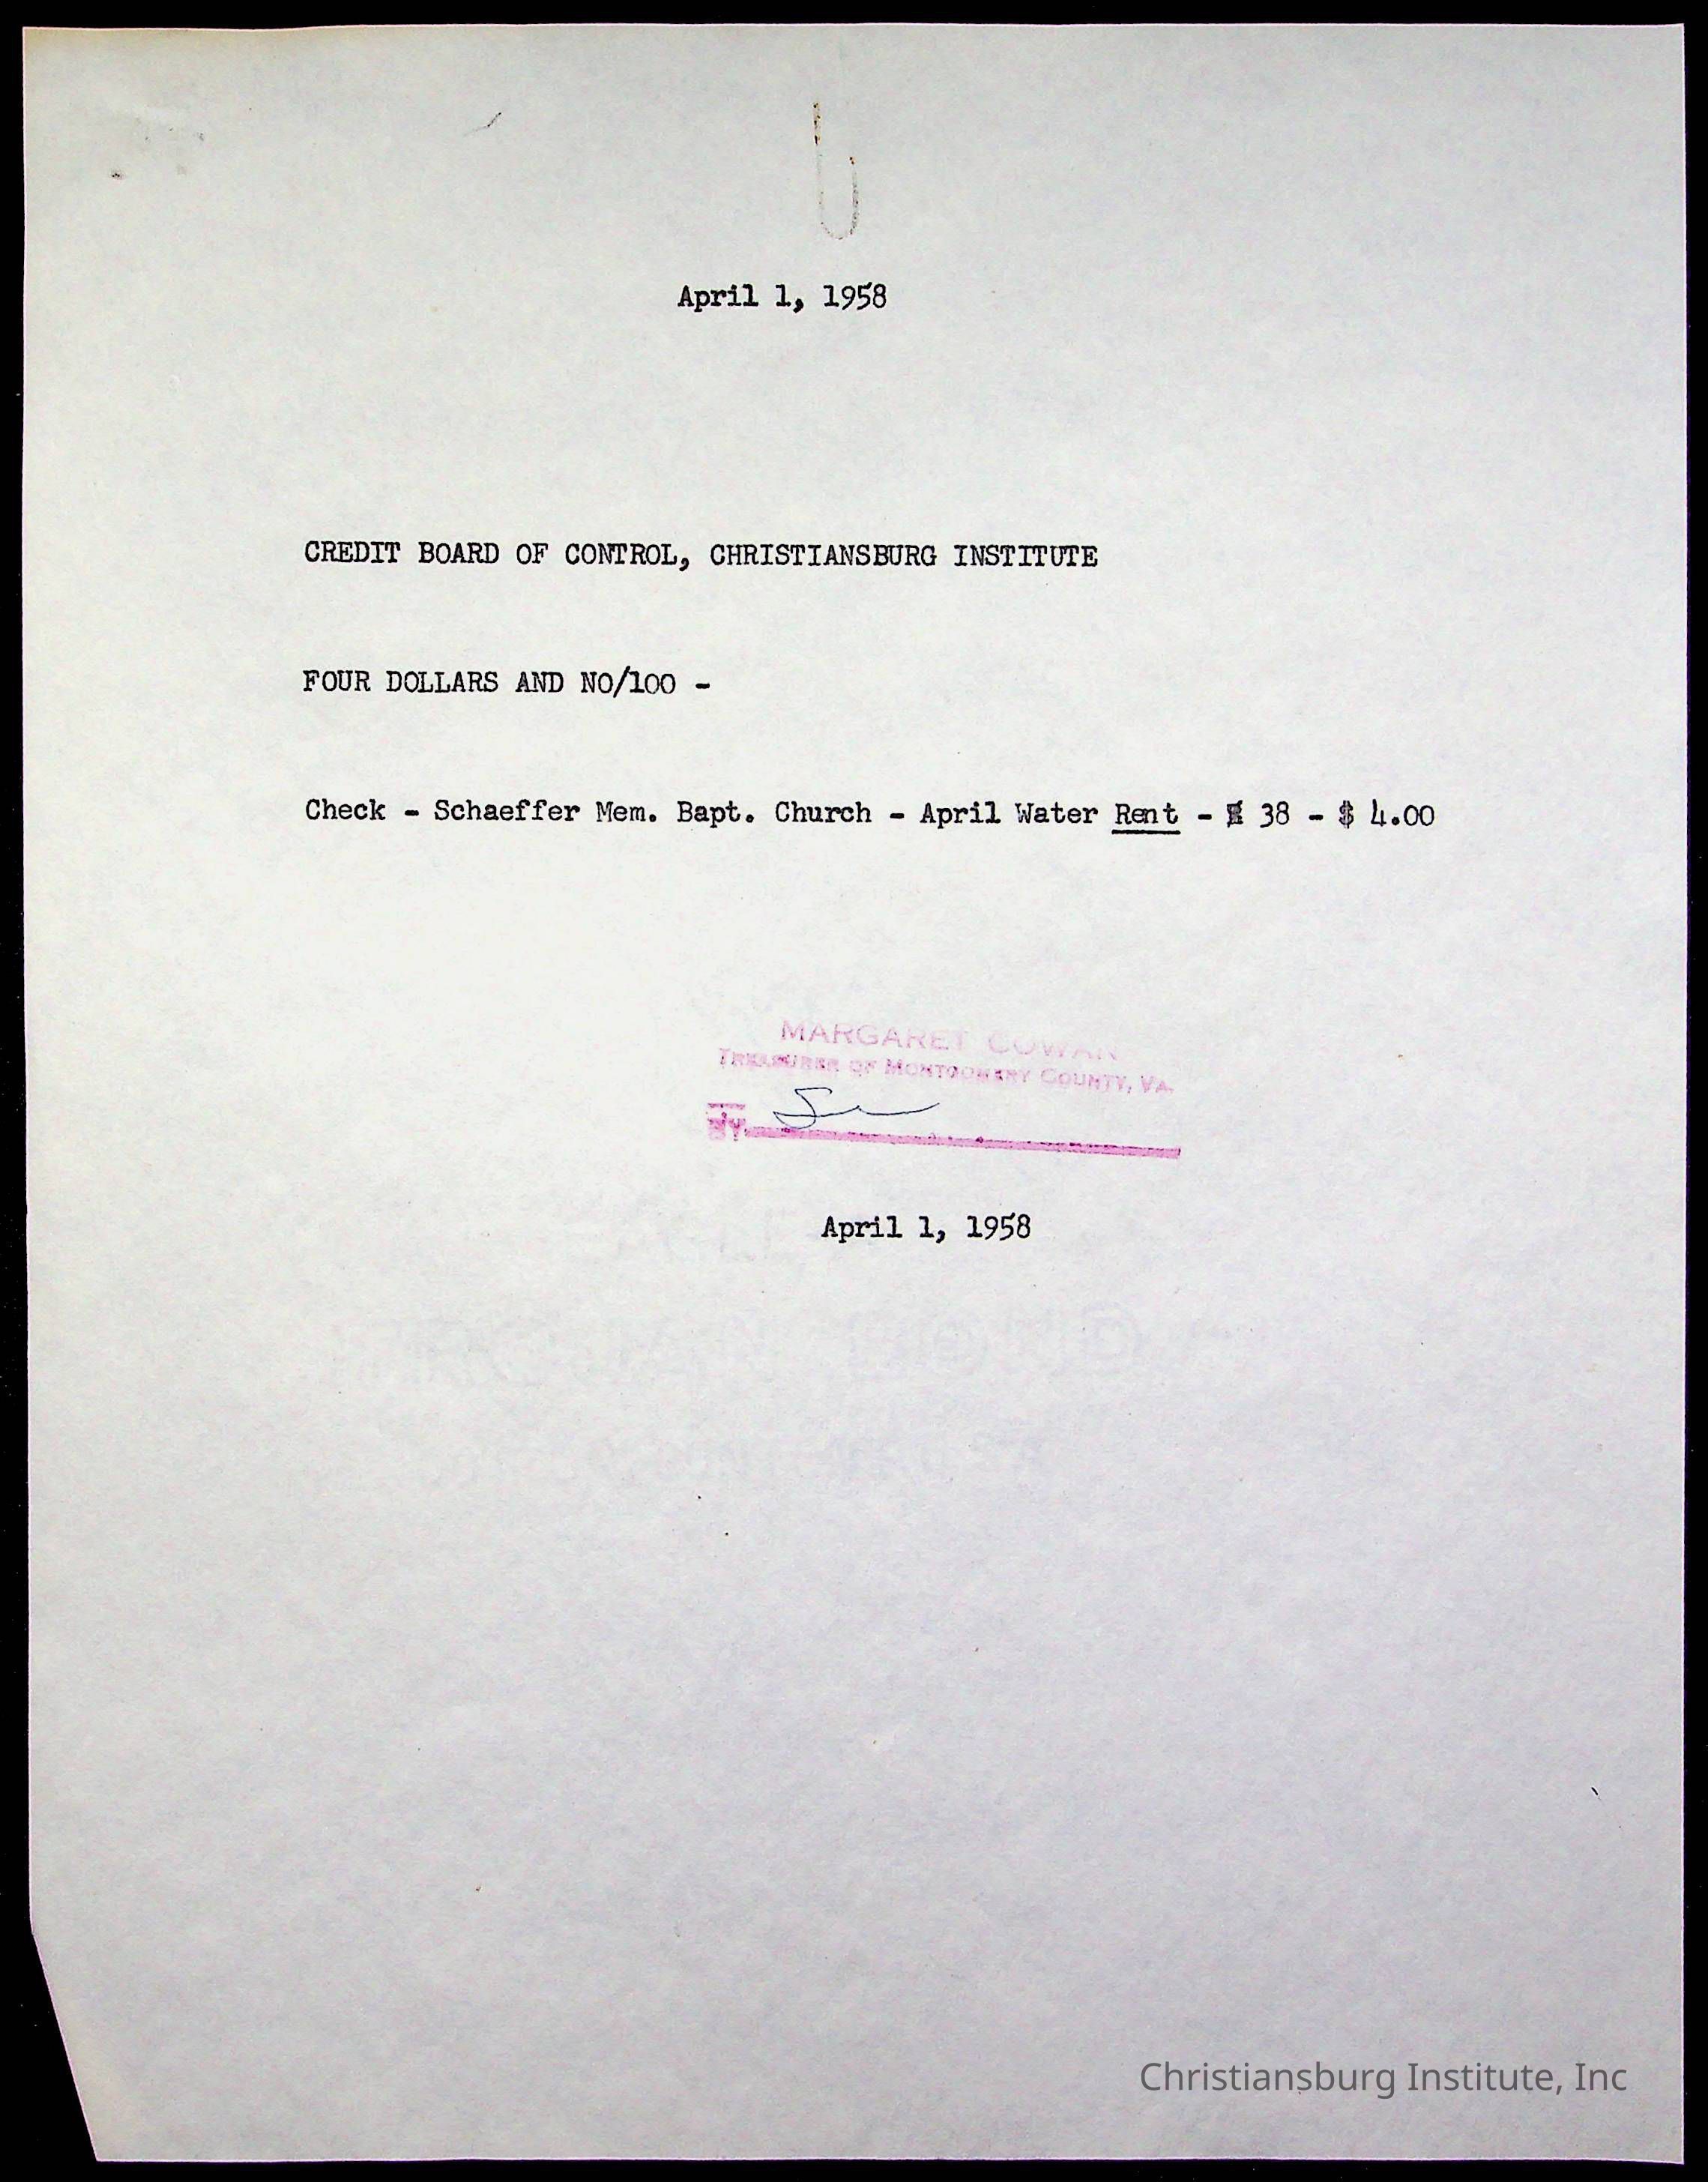 April 1, 1958
CREDIT BOARD OF CONTROL, CHRISTIANSBURG INSTITUTE
FOUR DOLLARS AND NO/100 -
Check - Schaeffer Mem. Bapt. Church - April Water Rent - 38 - $ 4.00
MARGARET COWAN
TREASURER OF MONTGOMERY COUNTY, VA.
BY
April 1, 1958
Christiansburg Institute, Inc